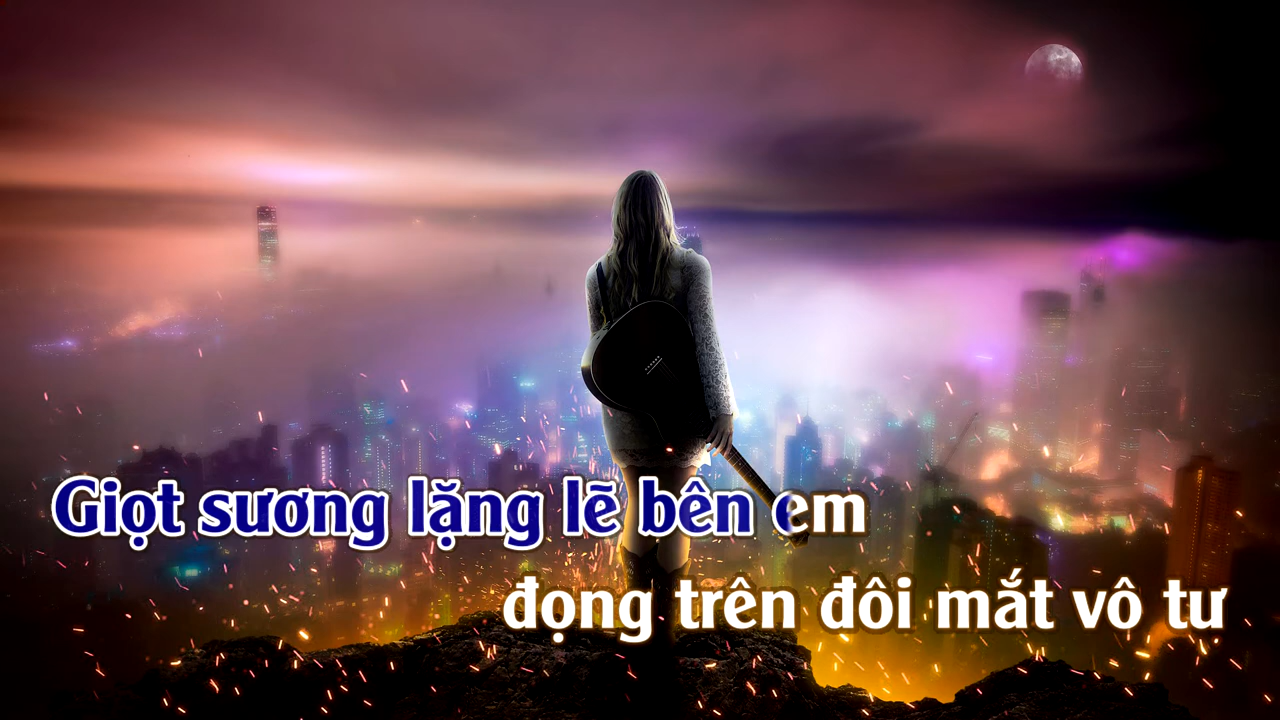 Giọt sương lặng lẽ bên em
đọng trên đôi mắt vô tư